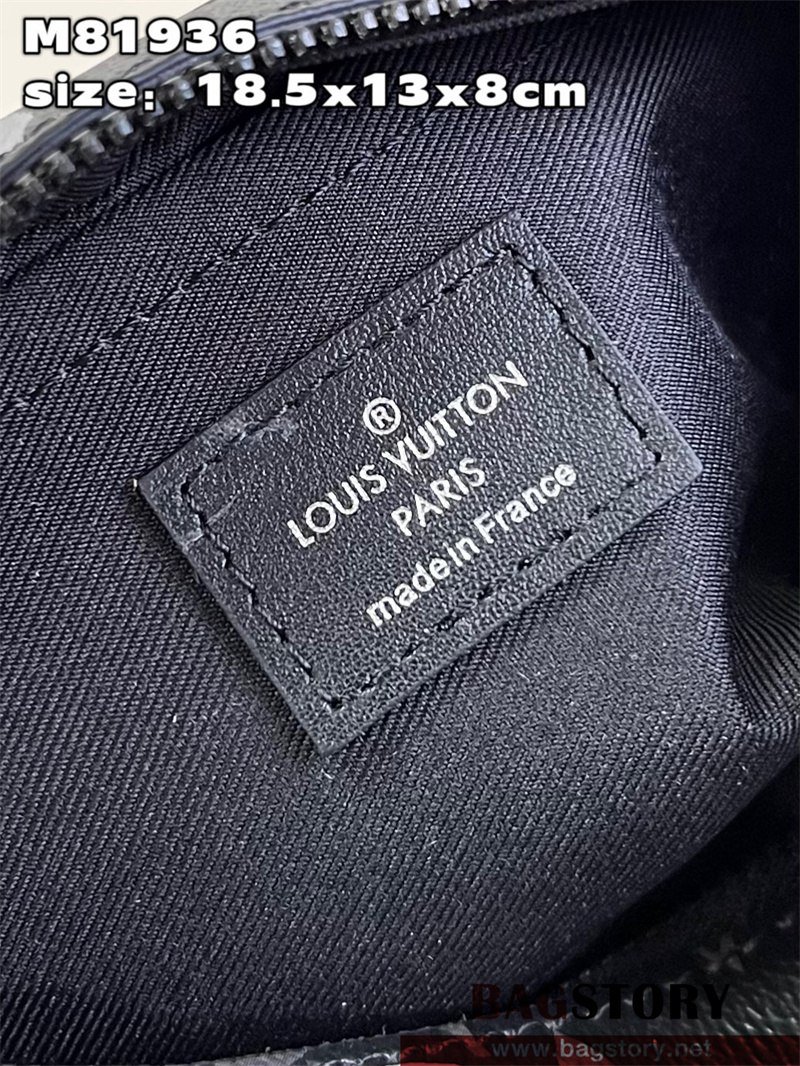 M81936
size：18.5x13x8cm
®
LOUIS VUITTON
PARIS
made in France
BAGSTORY
www.bagstory.net